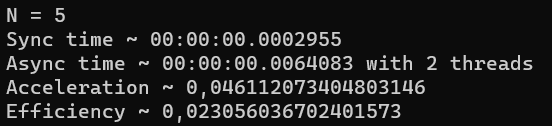 N = 5
Sync time ~ 00:00:00.0002955
Async time ~ 00:00:00.0064083 with 2 threads
Acceleration ~ 0,046112073404803146
Efficiency ~ 0,023056036702401573